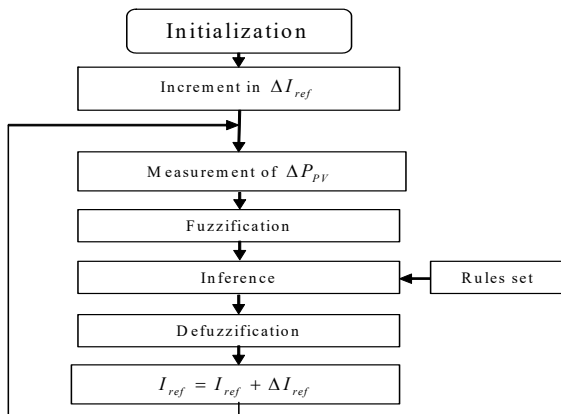 Initialization
Increment in ΔI_ref
Measurement of ΔP_PV
Fuzzification
Inference
Rules set
Defuzzification
I_ref = I_ref + ΔI_ref